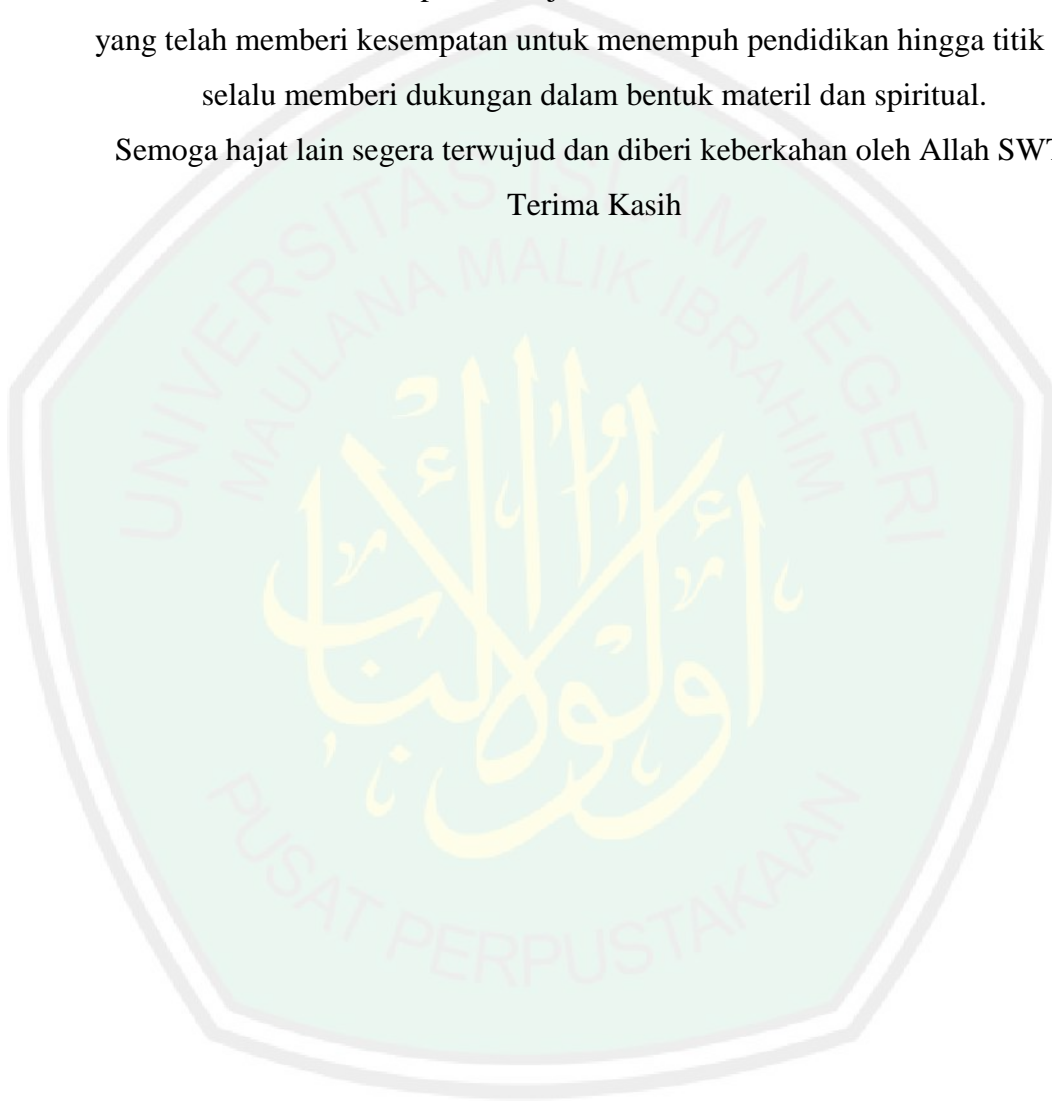 yang telah memberi kesempatan untuk menempuh pendidikan hingga titik
selalu memberi dukungan dalam bentuk materil dan spiritual.
Semoga hajat lain segera terwujud dan diberi keberkahan oleh Allah SWT
Terima Kasih
UNIVERSITAS ISLAM NEGERI
MAULANA MALIK IBRAHIM
أولوا الألباب
PUSAT PERPUSTAKAAN